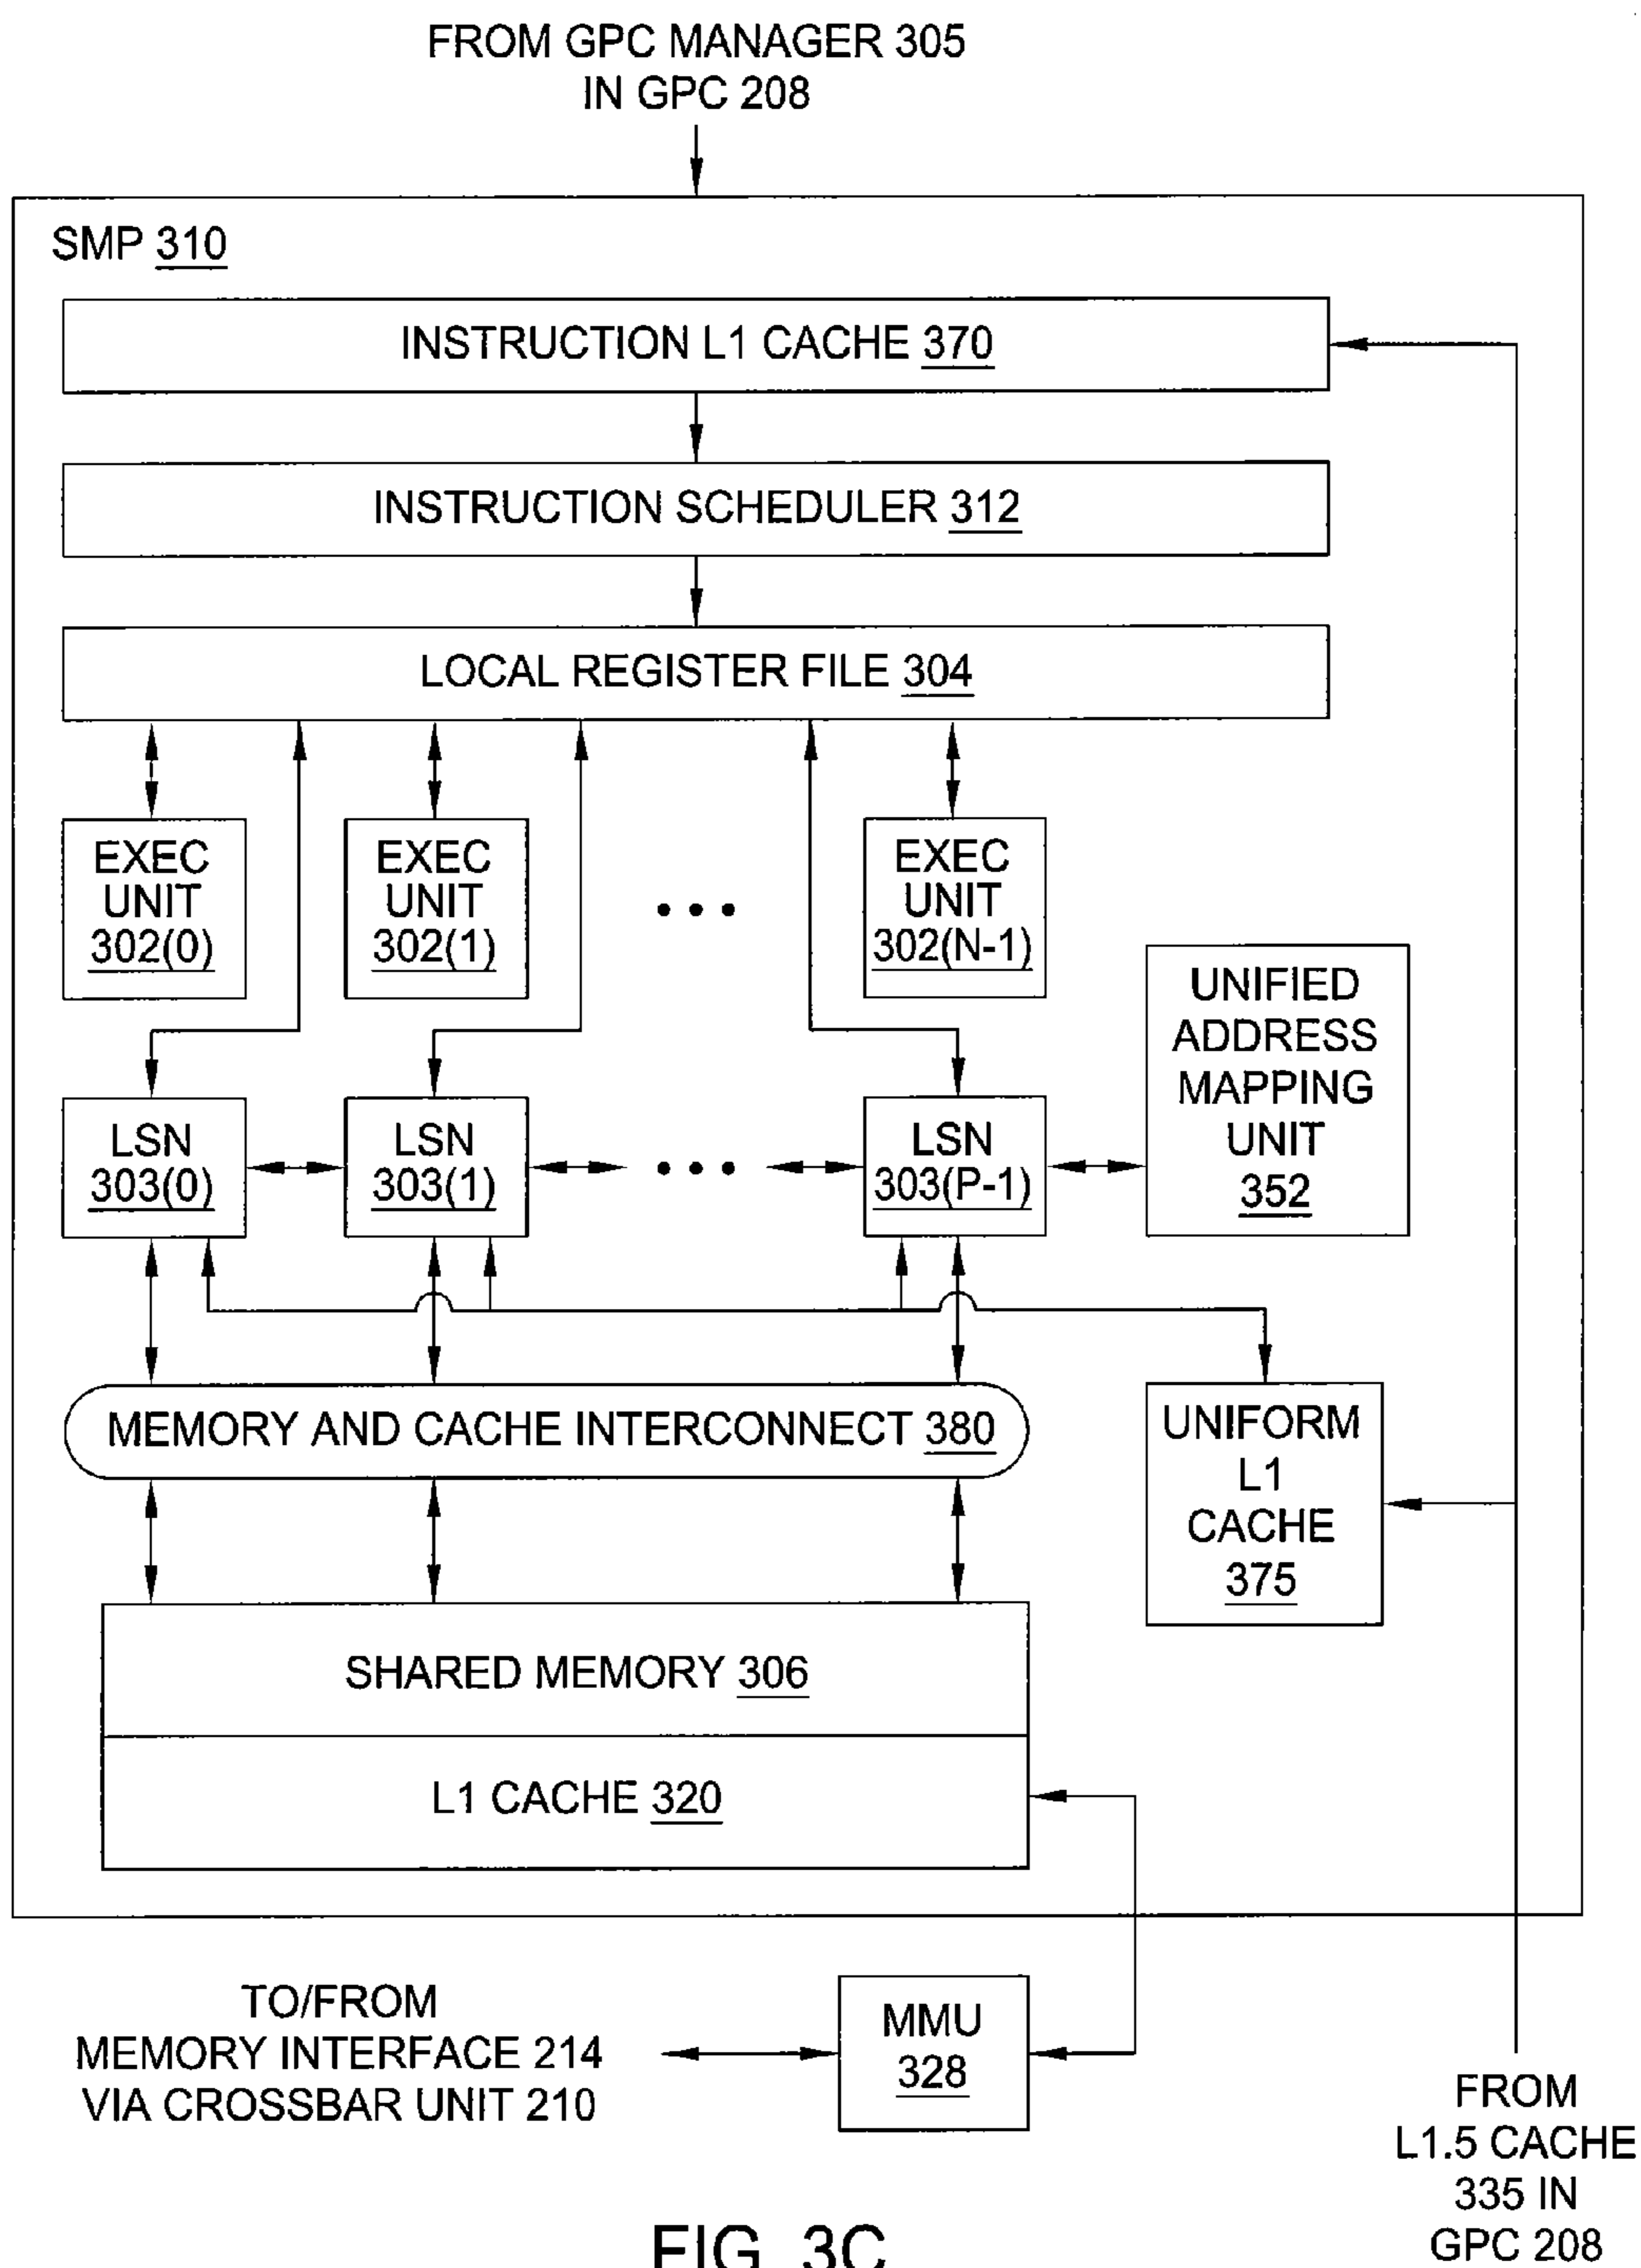 FROM GPC MANAGER 305
IN GPC 208
SMP 310
INSTRUCTION L1 CACHE 370
INSTRUCTION SCHEDULER 312
LOCAL REGISTER FILE 304
EXEC
UNIT
302(0)
EXEC
UNIT
302(1)
EXEC
UNIT
302(N-1)
UNIFIED
ADDRESS
MAPPING
UNIT
352
LSN
303(0)
LSN
303(1)
LSN
303(P-1)
MEMORY AND CACHE INTERCONNECT 380
UNIFORM
L1
CACHE
375
SHARED MEMORY 306
L1 CACHE 320
TO/FROM
MEMORY INTERFACE 214
VIA CROSSBAR UNIT 210
MMU
328
FROM
L1.5 CACHE
335 IN
GPC 208
FIG. 3C